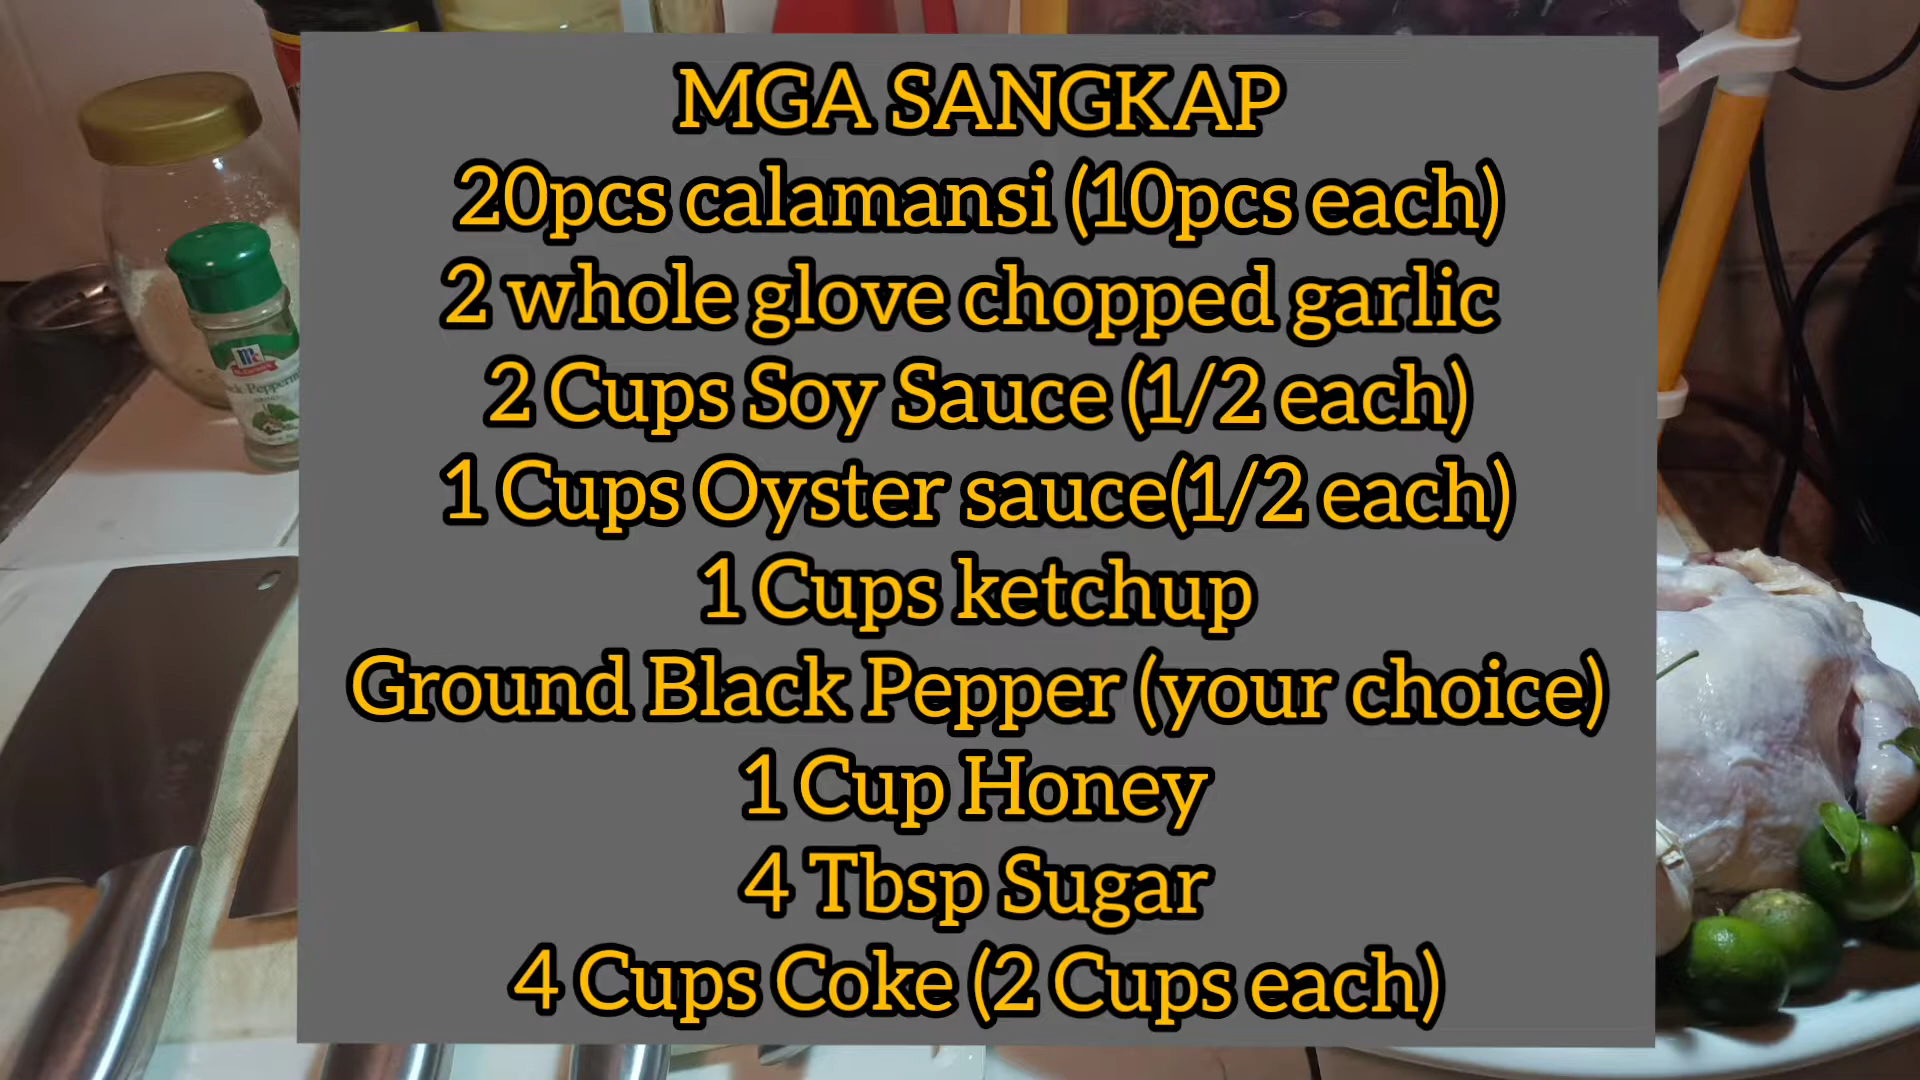 MGA SANGKAP
20pcs calamansi (10pcs each)
2 whole glove chopped garlic
2 Cups Soy Sauce (1/2 each)
1 Cups Oyster sauce(1/2 each)
1 Cups ketchup
Ground Black Pepper (your choice)
1 Cup Honey
4 Tbsp Sugar
4 Cups Coke (2 Cups each)
Mc